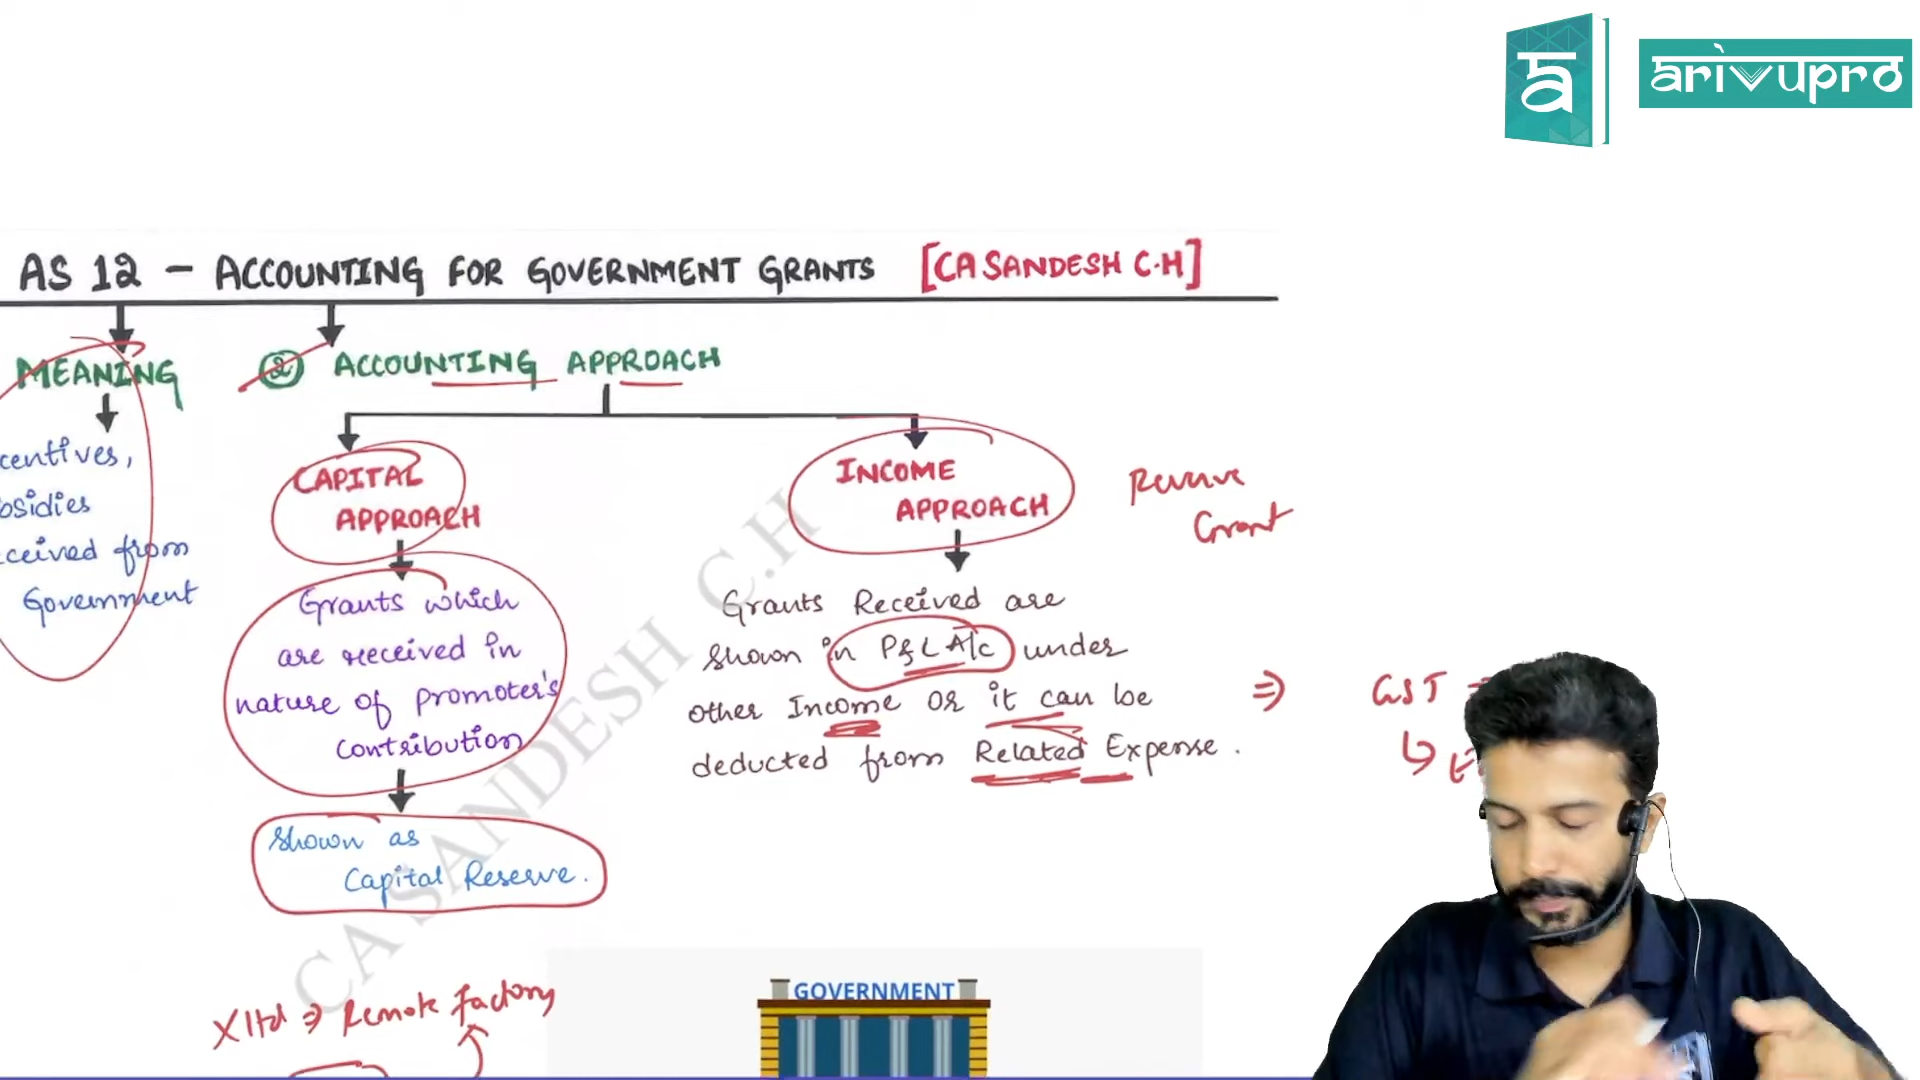 a arivupro
AS 12 - ACCOUNTING FOR GOVERNMENT GRANTS [CA SANDESH C.H]
MEANING
② ACCOUNTING APPROACH
centives,
bsidies
ceived from
Government
CAPITAL
APPROACH
Grants which
are received in
nature of promoter's
contribution
Shown as
Capital Reserve.
INCOME
APPROACH
Grant
Grants Received are
shown in P&L A/c under
other Income or it can be
deducted from Related Expense.
⇒ GST
X ltd ⇒ Remote factory
GOVERNMENT
CA SANDESH C.H